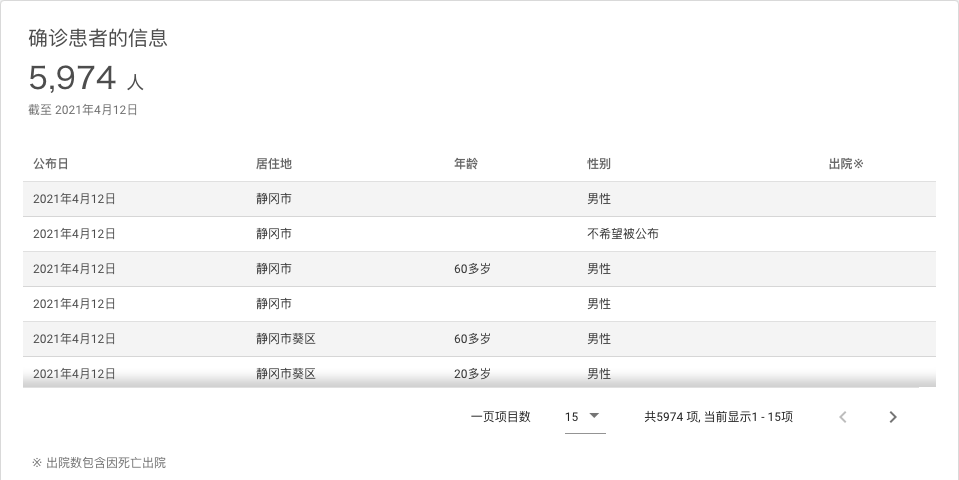 确诊患者的信息
5,974 人
截至 2021年4月12日
公布日 居住地 年龄 性别 出院※
2021年4月12日 静冈市 男性
2021年4月12日 静冈市 不希望被公布
2021年4月12日 静冈市 60多岁 男性
2021年4月12日 静冈市 男性
2021年4月12日 静冈市葵区 60多岁 男性
2021年4月12日 静冈市葵区 20多岁 男性
一页项目数 15 共5974 项, 当前显示1 - 15项
※ 出院数包含因死亡出院